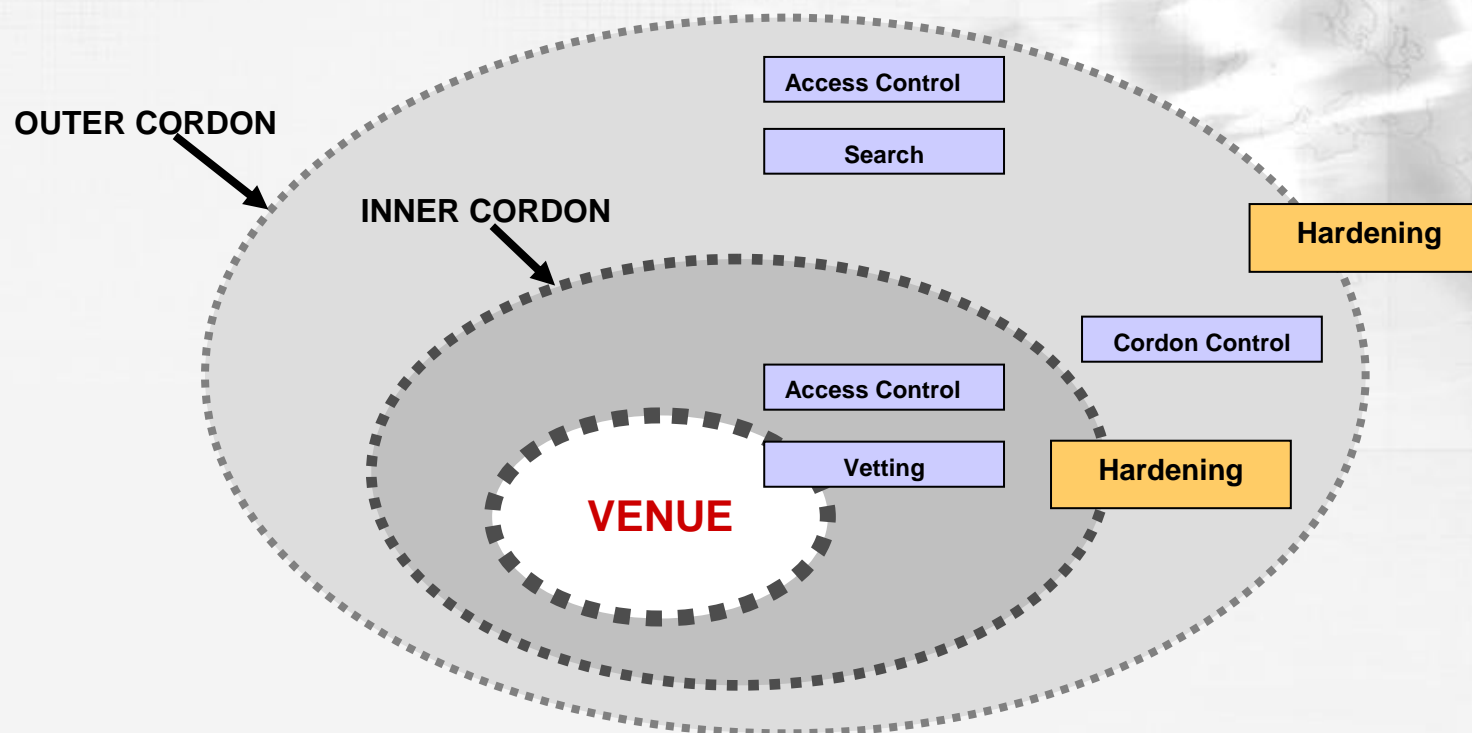 Access Control
OUTER CORDON
Search
INNER CORDON
Hardening
Cordon Control
Access Control
Vetting
Hardening
VENUE